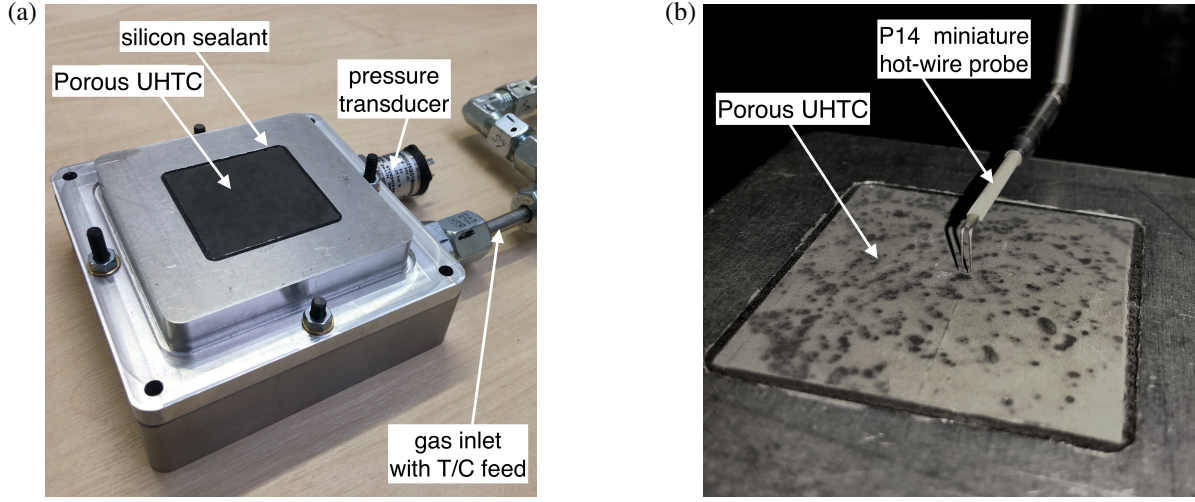 (a)
silicon sealant
Porous UHTC
pressure
transducer
gas inlet
with T/C feed
(b)
P14 miniature
hot-wire probe
Porous UHTC